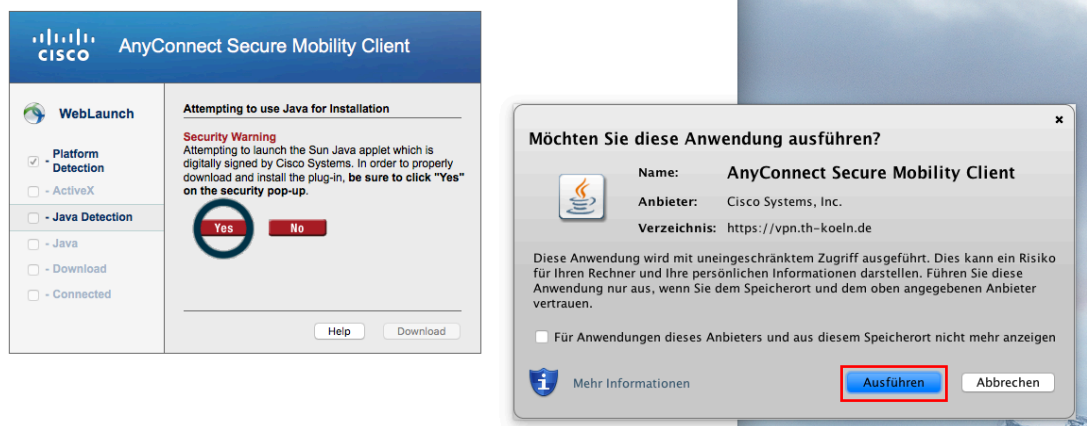 CISCO
AnyConnect Secure Mobility Client
WebLaunch
- Platform
Detection
- ActiveX
- Java Detection
- Java
- Download
- Connected
Attempting to use Java for Installation
Security Warning
Attempting to launch the Sun Java applet which is
digitally signed by Cisco Systems. In order to properly
download and install the plug-in, be sure to click "Yes"
on the security pop-up.
Yes
No
Help
Download
Möchten Sie diese Anwendung ausführen?
Name: AnyConnect Secure Mobility Client
Anbieter: Cisco Systems, Inc.
Verzeichnis: https://vpn.th-koeln.de
Diese Anwendung wird mit uneingeschränktem Zugriff ausgeführt. Dies kann ein Risiko
für Ihren Rechner und Ihre persönlichen Informationen darstellen. Führen Sie diese
Anwendung nur aus, wenn Sie dem Speicherort und dem oben angegebenen Anbieter
vertrauen.
Für Anwendungen dieses Anbieters und aus diesem Speicherort nicht mehr anzeigen
Mehr Informationen
Ausführen
Abbrechen